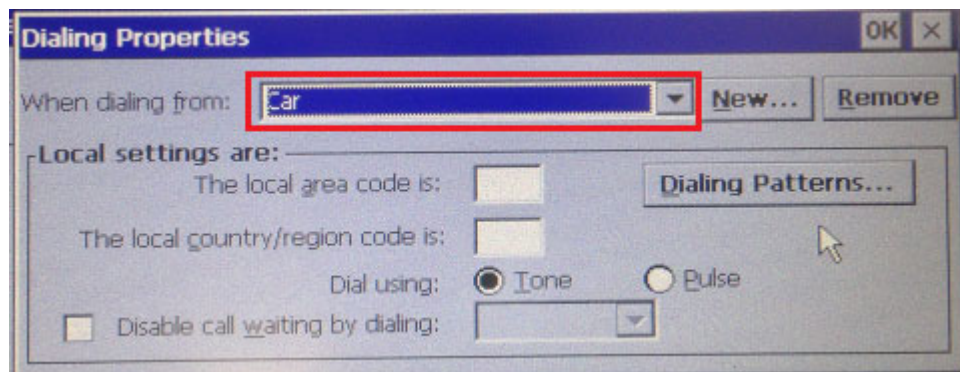 Dialing Properties OK ×
When dialing from: Car New... Remove
Local settings are:
The local area code is: Dialing Patterns...
The local country/region code is:
Dial using: Tone Pulse
Disable call waiting by dialing: